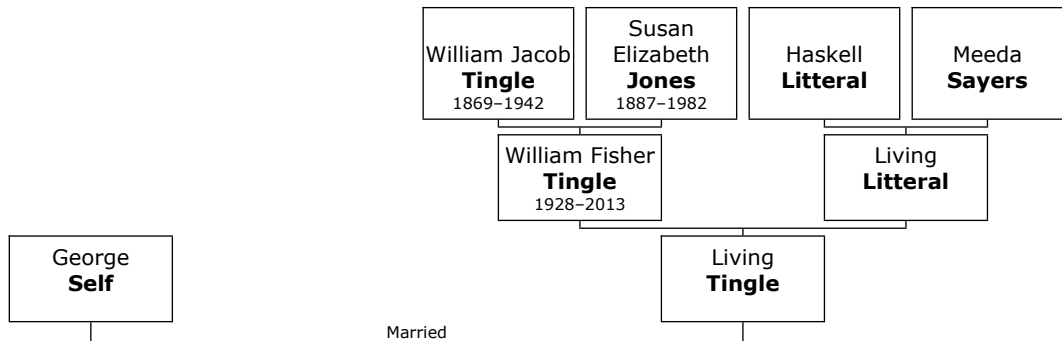 William Jacob
Tingle
1869–1942
Susan
Elizabeth
Jones
1887–1982
Haskell
Litteral
Meeda
Sayers
William Fisher
Tingle
1928–2013
Living
Litteral
George
Self
Living
Tingle
Married